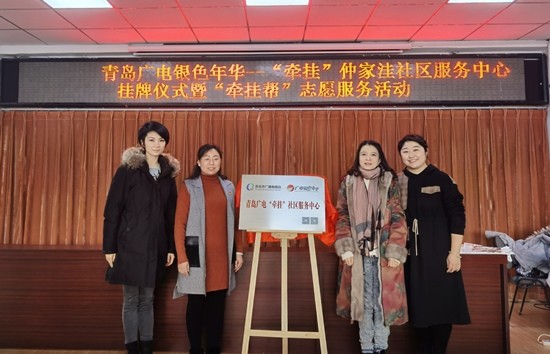 青岛广电银色年华—“牵挂”仲家洼社区服务中心
挂牌仪式暨“牵挂帮”志愿服务活动
青岛广电“牵挂”社区服务中心